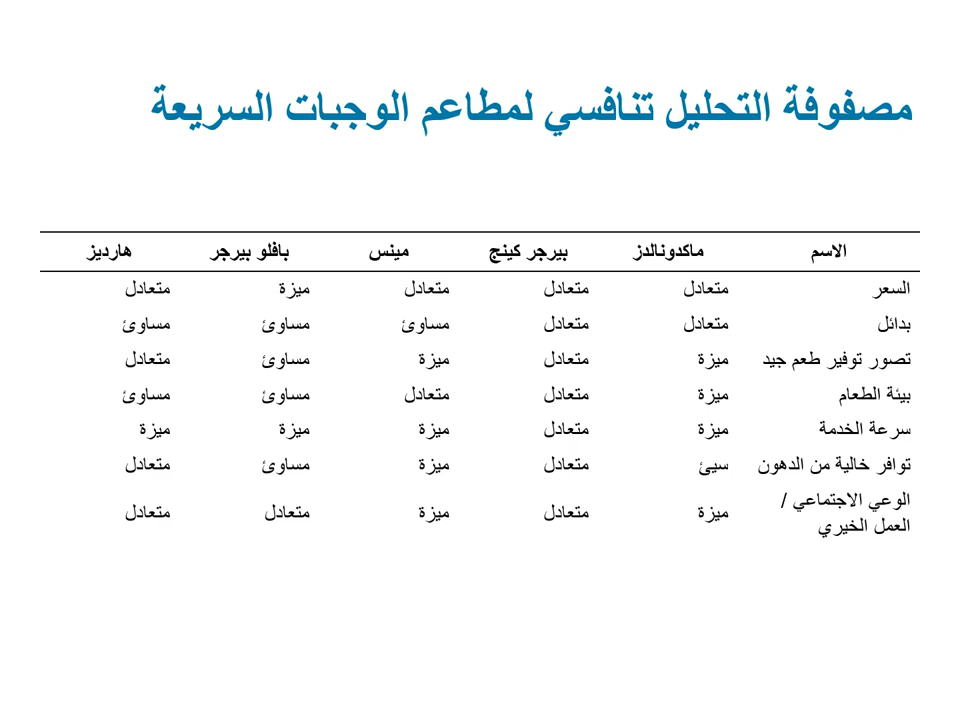 مصفوفة التحليل تنافسي لمطاعم الوجبات السريعة
الاسم ماكدونالدز بيرجر كينج مينس بافلو بيرجر هارديز
السعر متعادل متعادل متعادل ميزة متعادل
بدائل متعادل متعادل مساوئ مساوئ مساوئ
تصور توفير طعم جيد ميزة متعادل ميزة مساوئ متعادل
بيئة الطعام ميزة متعادل متعادل مساوئ مساوئ
سرعة الخدمة ميزة متعادل ميزة ميزة ميزة
توافر خالية من الدهون سيئ متعادل ميزة مساوئ متعادل
الوعي الاجتماعي /
العمل الخيري ميزة متعادل ميزة متعادل متعادل